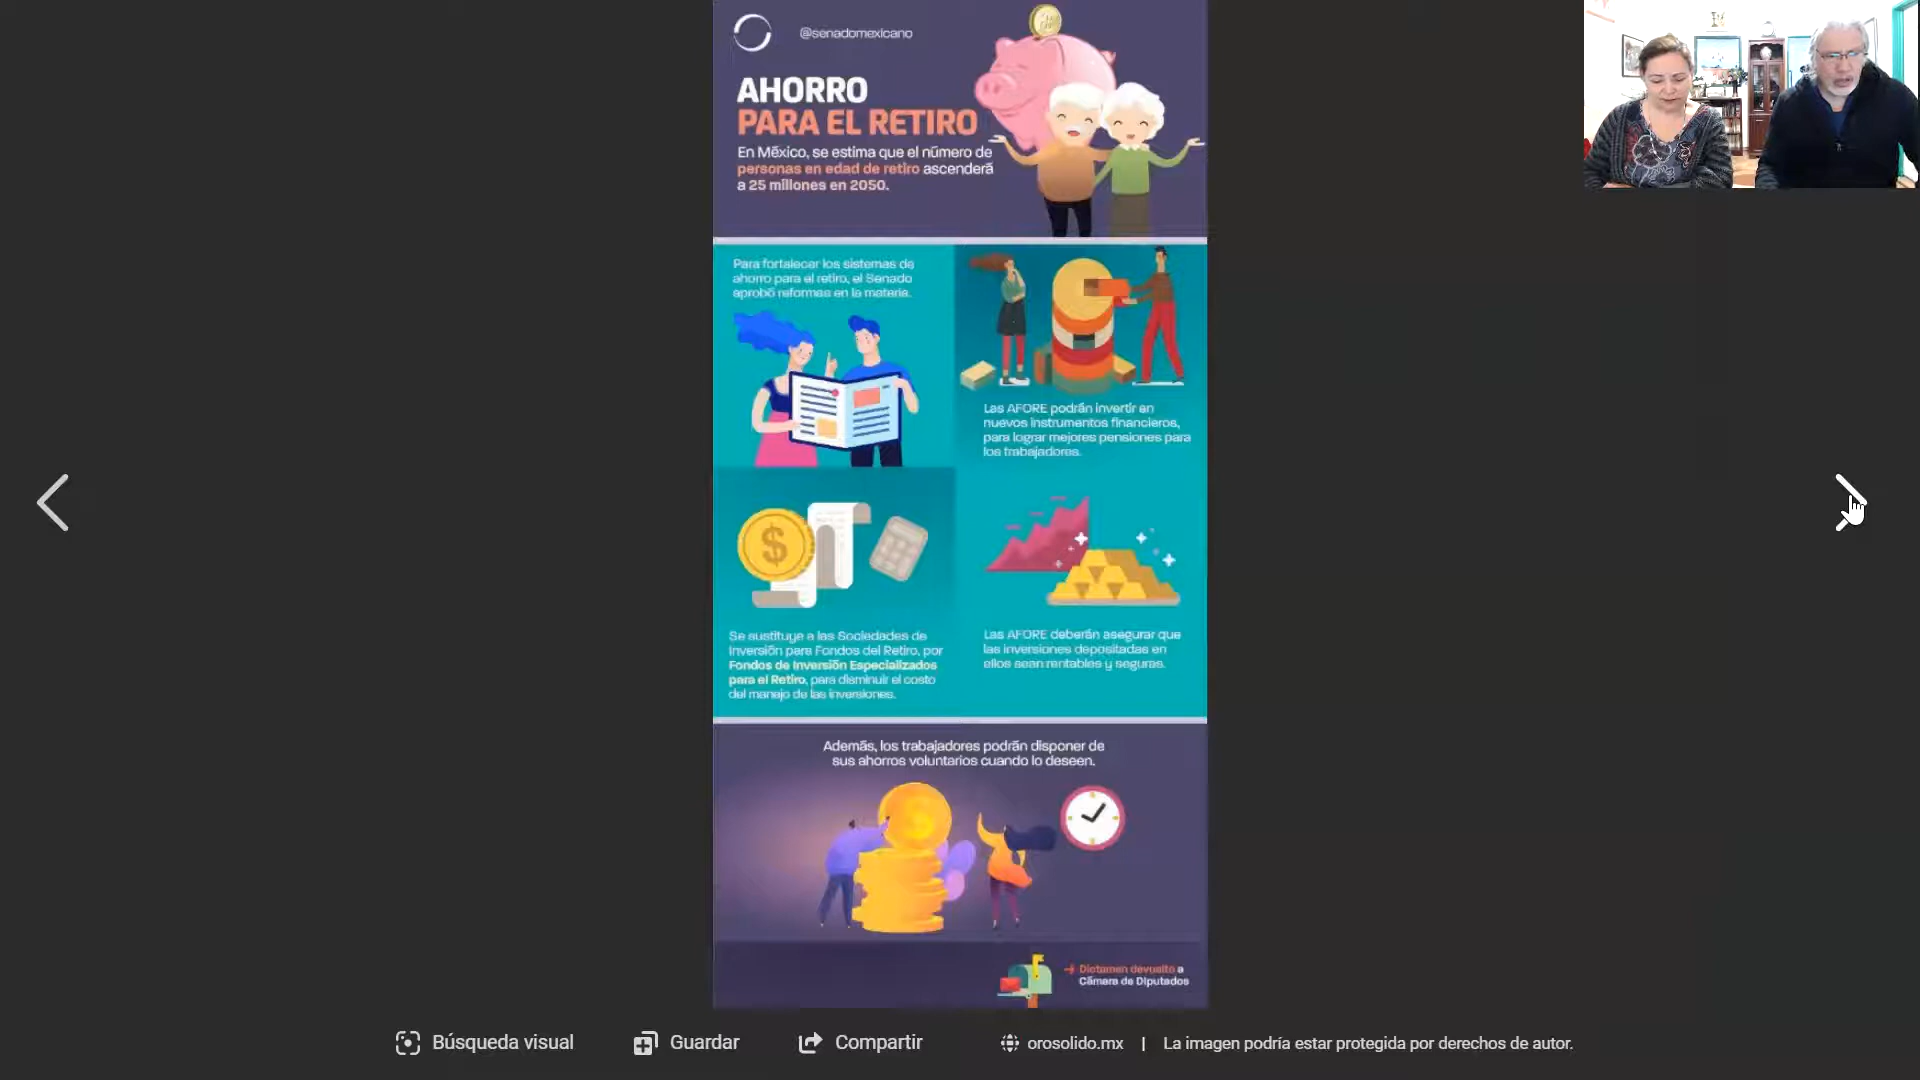 @senadomexicano
AHORRO
PARA EL RETIRO
En México, se estima que el número de
personas en edad de retiro ascenderá
a 25 millones en 2050.
Para fortalecer los sistemas de
ahorro para el retiro, el Senado
aprobó reformas en la materia.
Las AFORE podrán invertir en
nuevos instrumentos financieros,
para lograr mejores pensiones para
los trabajadores.
Se sustituye a las Sociedades de
Inversión para Fondos del Retiro, por
Fondos de Inversión Especializados
para el Retiro, para disminuir el costo
del manejo de las inversiones.
Las AFORE deberán asegurar que
las inversiones depositadas en
ellos sean rentables y seguras.
Además, los trabajadores podrán disponer de
sus ahorros voluntarios cuando lo deseen.
Dictamen devuelto a
Cámara de Diputados
Búsqueda visual
Guardar
Compartir
orosolido.mx | La imagen podría estar protegida por derechos de autor.